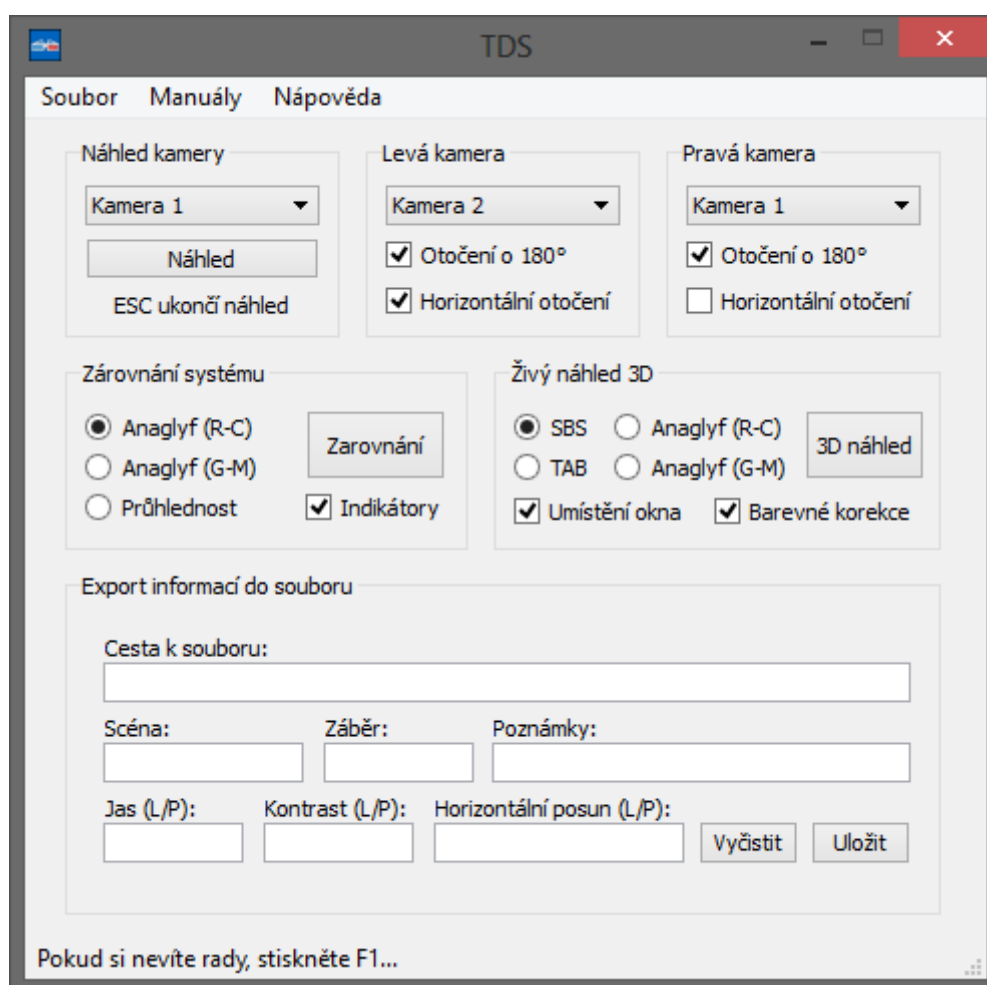 TDS
Soubor Manuály Nápověda
Náhled kamery
Kamera 1
Náhled
ESC ukončí náhled
Levá kamera
Kamera 2
Otočení o 180°
Horizontální otočení
Pravá kamera
Kamera 1
Otočení o 180°
Horizontální otočení
Zárovnání systému
Anaglyf (R-C)
Anaglyf (G-M)
Průhlednost
Zarovnání
Indikátory
Živý náhled 3D
SBS Anaglyf (R-C)
TAB Anaglyf (G-M)
3D náhled
Umístění okna Barevné korekce
Export informací do souboru
Cesta k souboru:
Scéna: Záběr: Poznámky:
Jas (L/P): Kontrast (L/P): Horizontální posun (L/P):
Vyčistit Uložit
Pokud si nevíte rady, stiskněte F1...